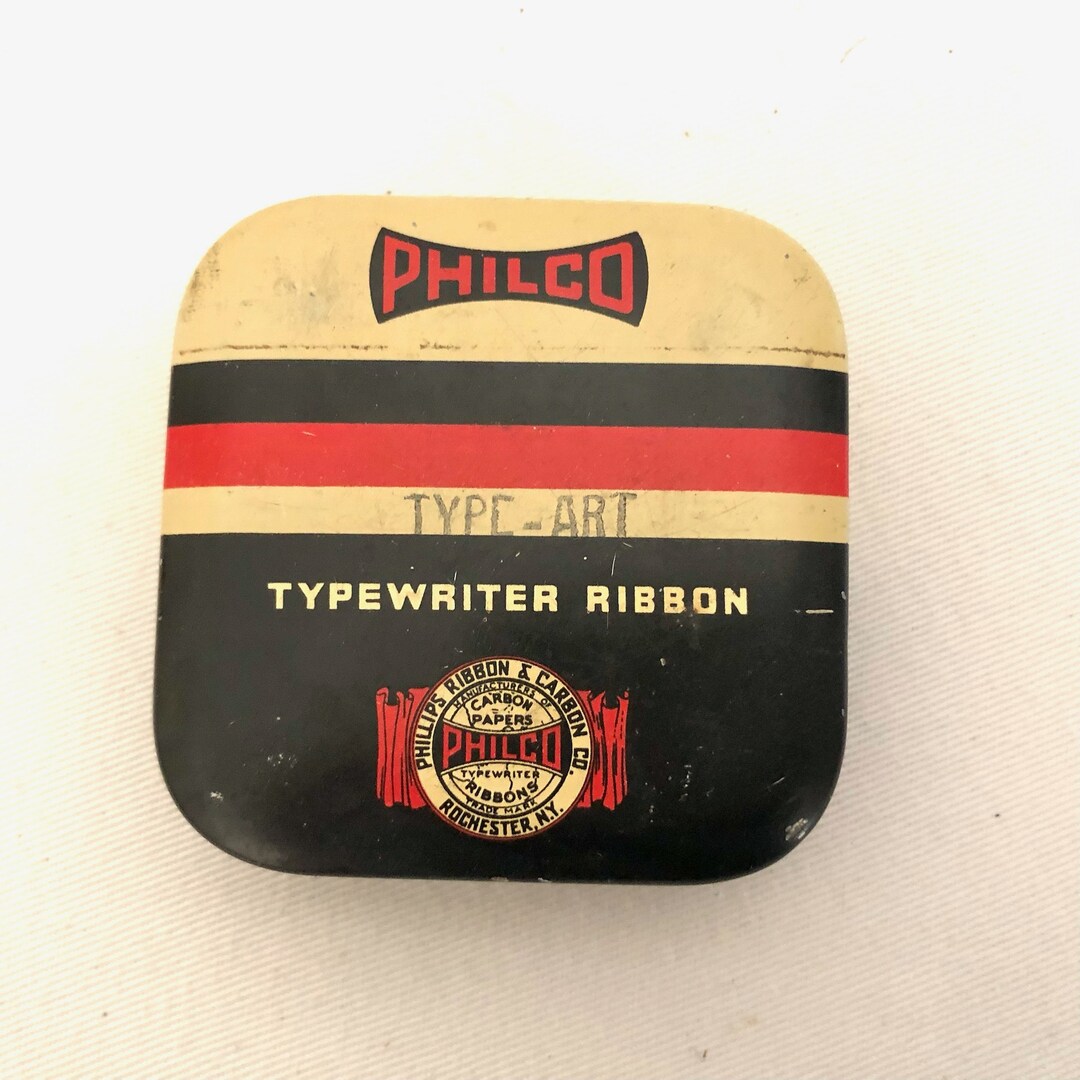 PHILCO
TYPE-ART
TYPEWRITER RIBBON
PHILLIPS RIBBON & CARBON CO.
MANUFACTURERS OF
CARBON
PAPERS
PHILCO
TYPEWRITER
RIBBONS
TRADE MARK
ROCHESTER, N.Y.